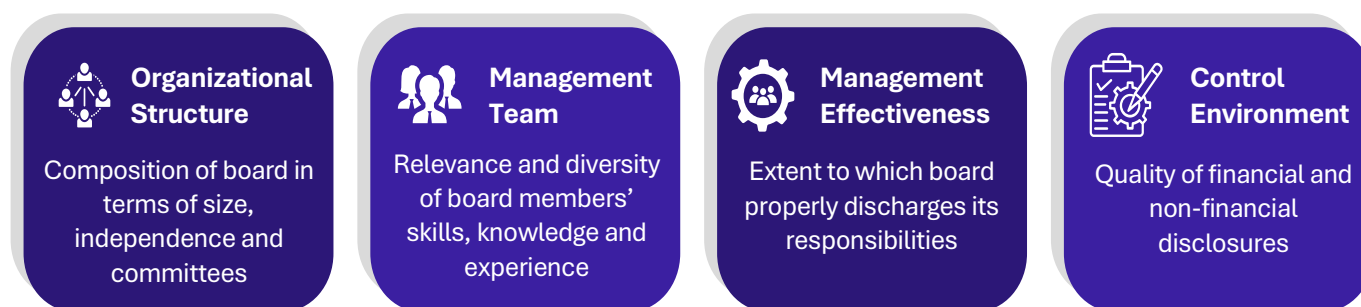 Organizational
Structure
Composition of board in
terms of size,
independence and
committees
Management
Team
Relevance and diversity
of board members’
skills, knowledge and
experience
Management
Effectiveness
Extent to which board
properly discharges its
responsibilities
Control
Environment
Quality of financial and
non-financial
disclosures